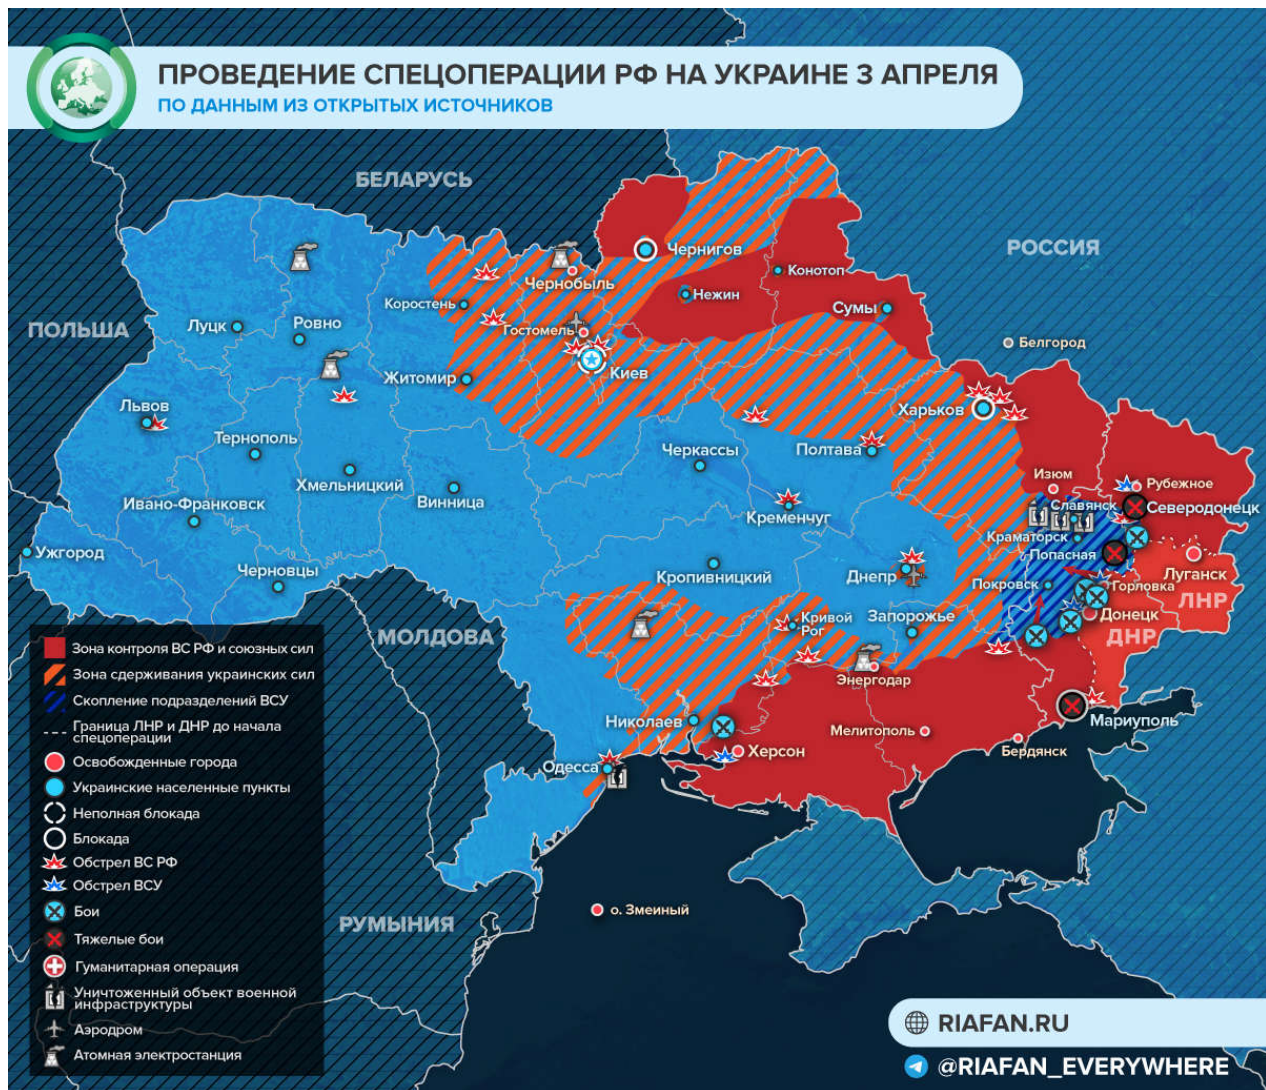 ПРОВЕДЕНИЕ СПЕЦОПЕРАЦИИ РФ НА УКРАИНЕ 3 АПРЕЛЯ
ПО ДАННЫМ ИЗ ОТКРЫТЫХ ИСТОЧНИКОВ
БЕЛАРУСЬ
РОССИЯ
ПОЛЬША
МОЛДОВА
РУМЫНИЯ
Чернигов
Конотоп
Чернобыль
Нежин
Коростень
Сумы
Луцк
Ровно
Гостомель
Белгород
Киев
Житомир
Львов
Харьков
Тернополь
Черкассы
Полтава
Изюм
Рубежное
Хмельницкий
Винница
Ивано-Франковск
Славянск
Северодонецк
Кременчуг
Краматорск
Ужгород
Попасная
Черновцы
Кропивницкий
Днепр
Луганск
Покровск
Горловка
ЛНР
Кривой
Рог
Запорожье
Донецк
ДНР
Энергодар
Николаев
Мариуполь
Мелитополь
Херсон
Бердянск
Одесса
о. Змеиный
Зона контроля ВС РФ и союзных сил
Зона сдерживания украинских сил
Скопление подразделений ВСУ
Граница ЛНР и ДНР до начала
спецоперации
Освобожденные города
Украинские населенные пункты
Неполная блокада
Блокада
Обстрел ВС РФ
Обстрел ВСУ
Бои
Тяжелые бои
Гуманитарная операция
Уничтоженный объект военной
инфраструктуры
Аэродром
Атомная электростанция
RIAFAN.RU
@RIAFAN_EVERYWHERE